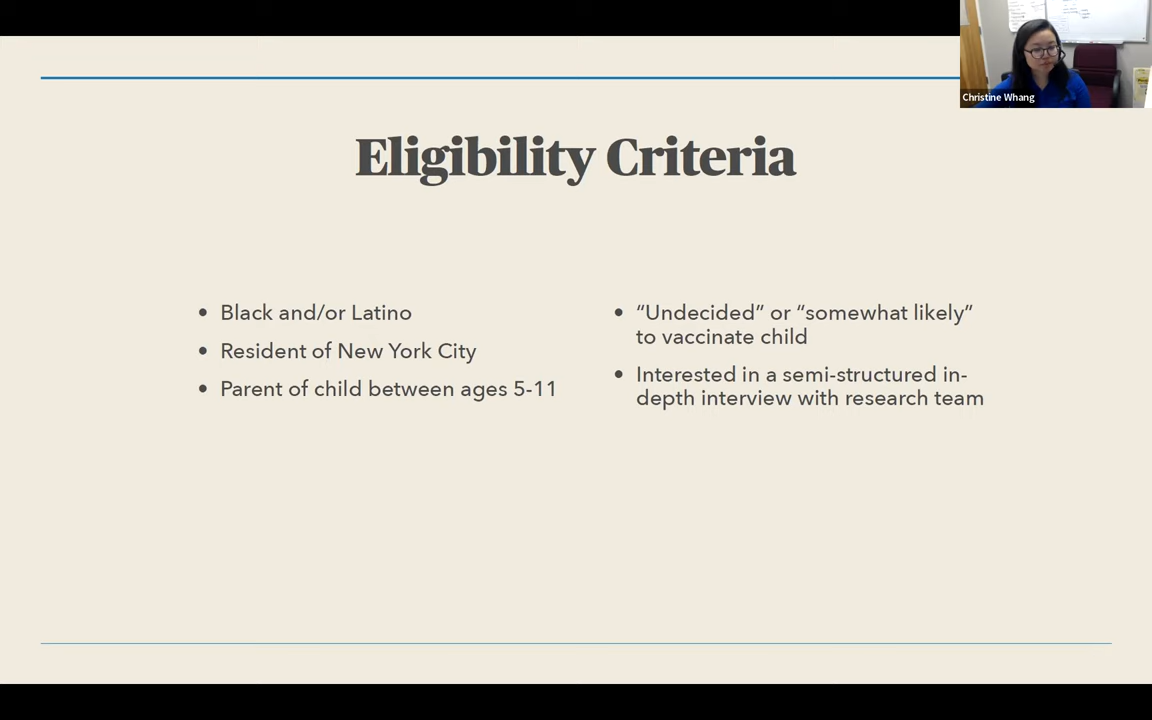 Christine Whang
Eligibility Criteria
• Black and/or Latino
• Resident of New York City
• Parent of child between ages 5-11
• “Undecided” or “somewhat likely”
to vaccinate child
• Interested in a semi-structured in-
depth interview with research team